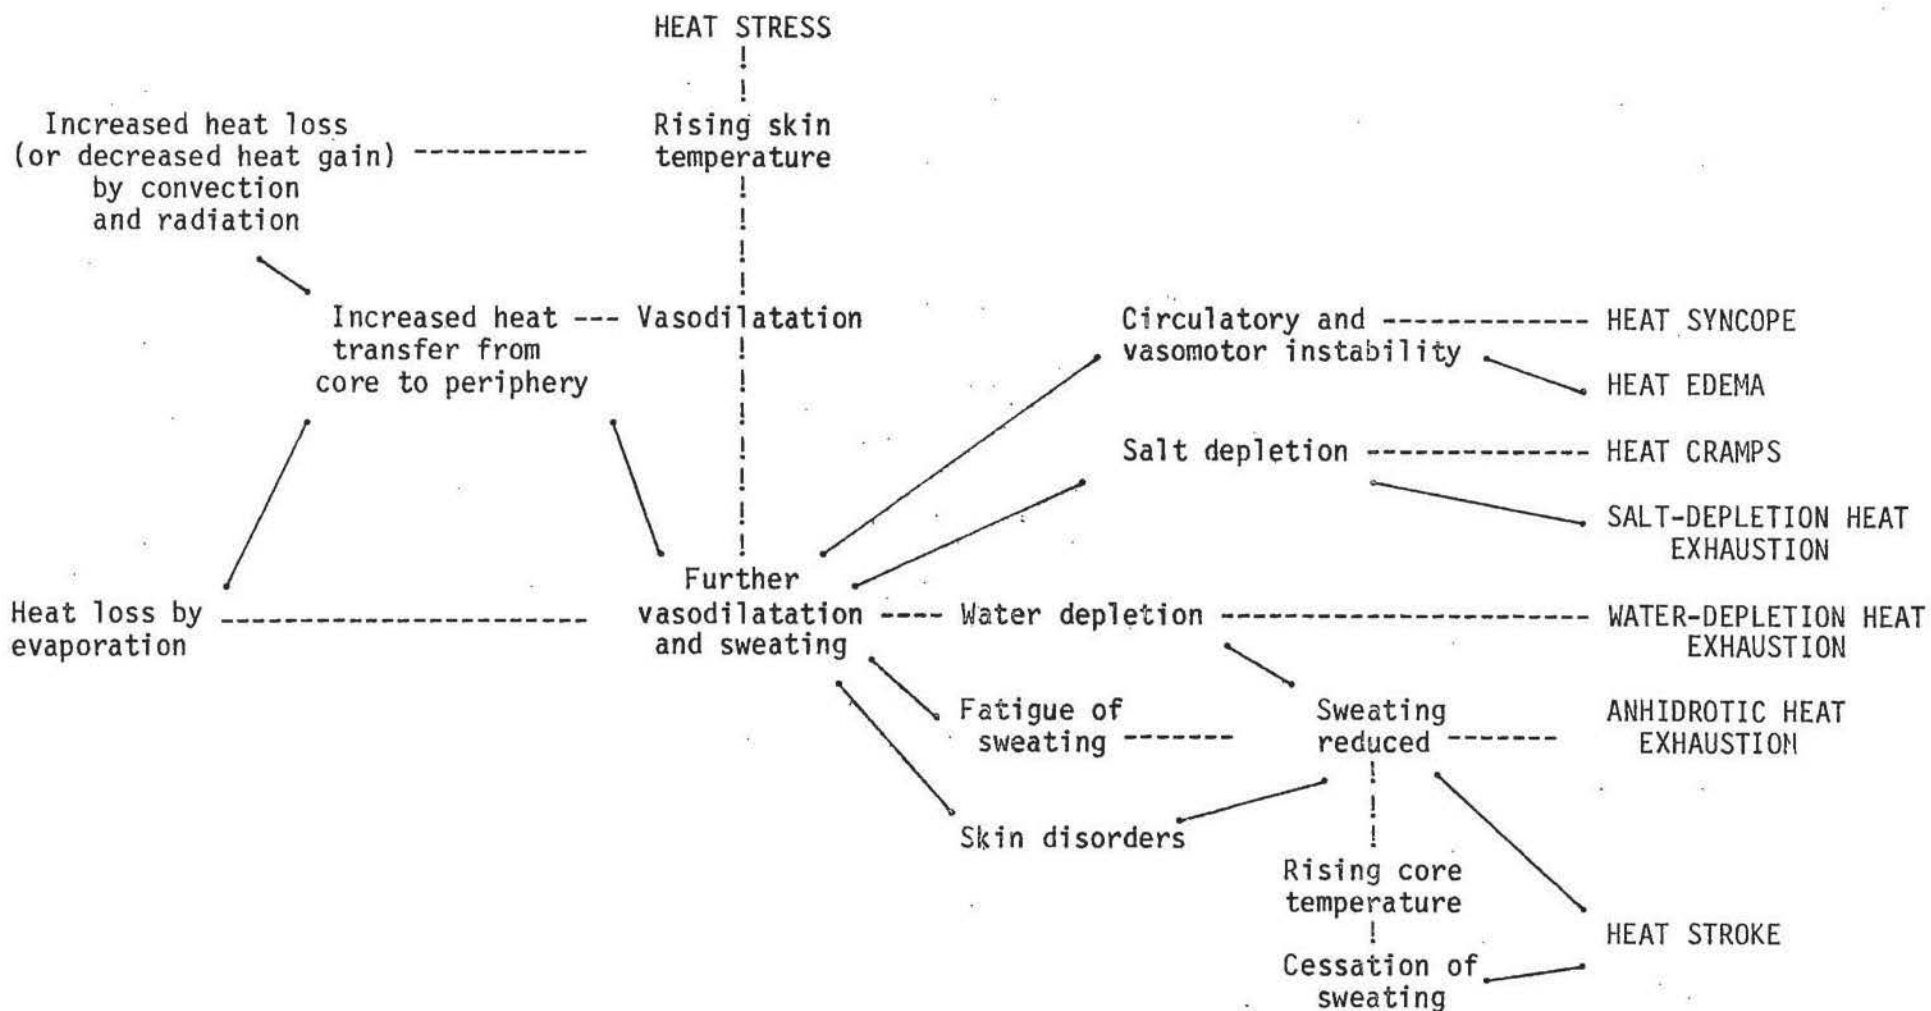 HEAT STRESS
Increased heat loss
(or decreased heat gain)
by convection
and radiation
Rising skin
temperature
Increased heat
transfer from
core to periphery
Vasodilatation
Circulatory and
vasomotor instability
HEAT SYNCOPE
HEAT EDEMA
Salt depletion
HEAT CRAMPS
SALT-DEPLETION HEAT
EXHAUSTION
Heat loss by
evaporation
Further
vasodilatation
and sweating
Water depletion
WATER-DEPLETION HEAT
EXHAUSTION
Fatigue of
sweating
Sweating
reduced
ANHIDROTIC HEAT
EXHAUSTION
Skin disorders
Rising core
temperature
HEAT STROKE
Cessation of
sweating